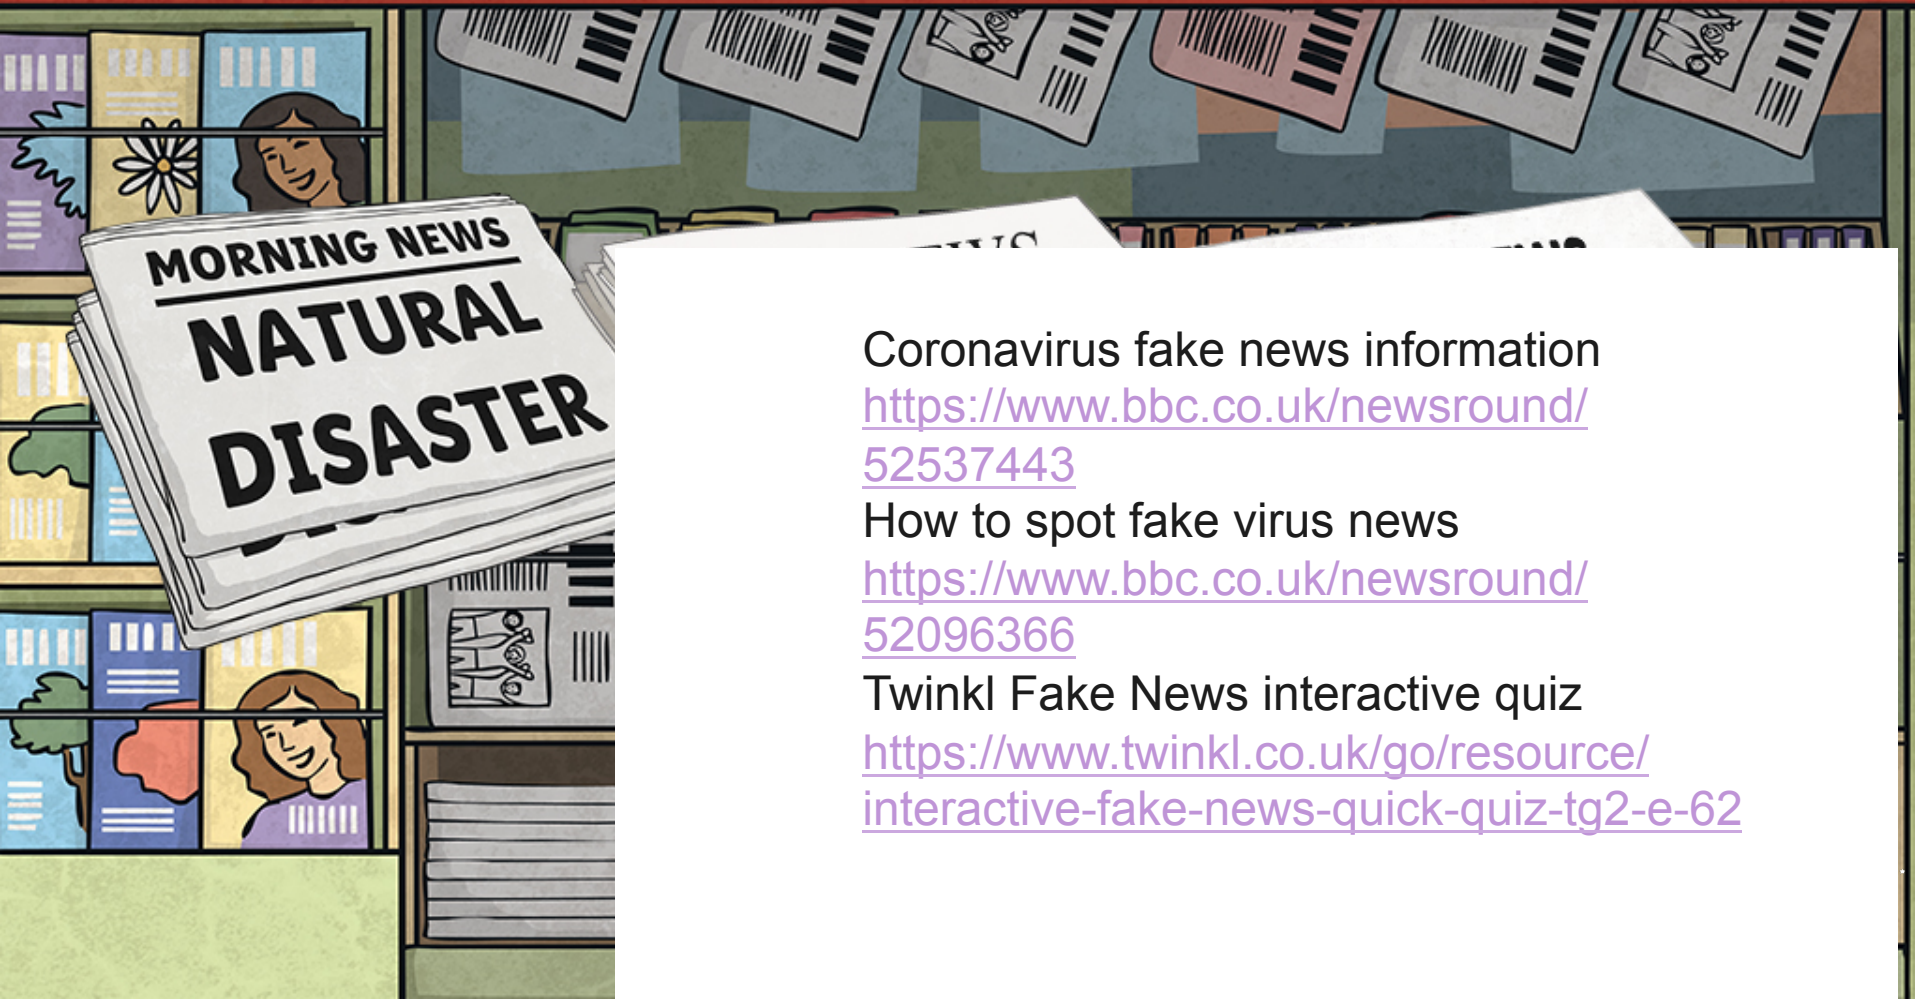 MORNING NEWS
NATURAL
DISASTER
Coronavirus fake news information
https://www.bbc.co.uk/newsround/
52537443
How to spot fake virus news
https://www.bbc.co.uk/newsround/
52096366
Twinkl Fake News interactive quiz
https://www.twinkl.co.uk/go/resource/
interactive-fake-news-quick-quiz-tg2-e-62